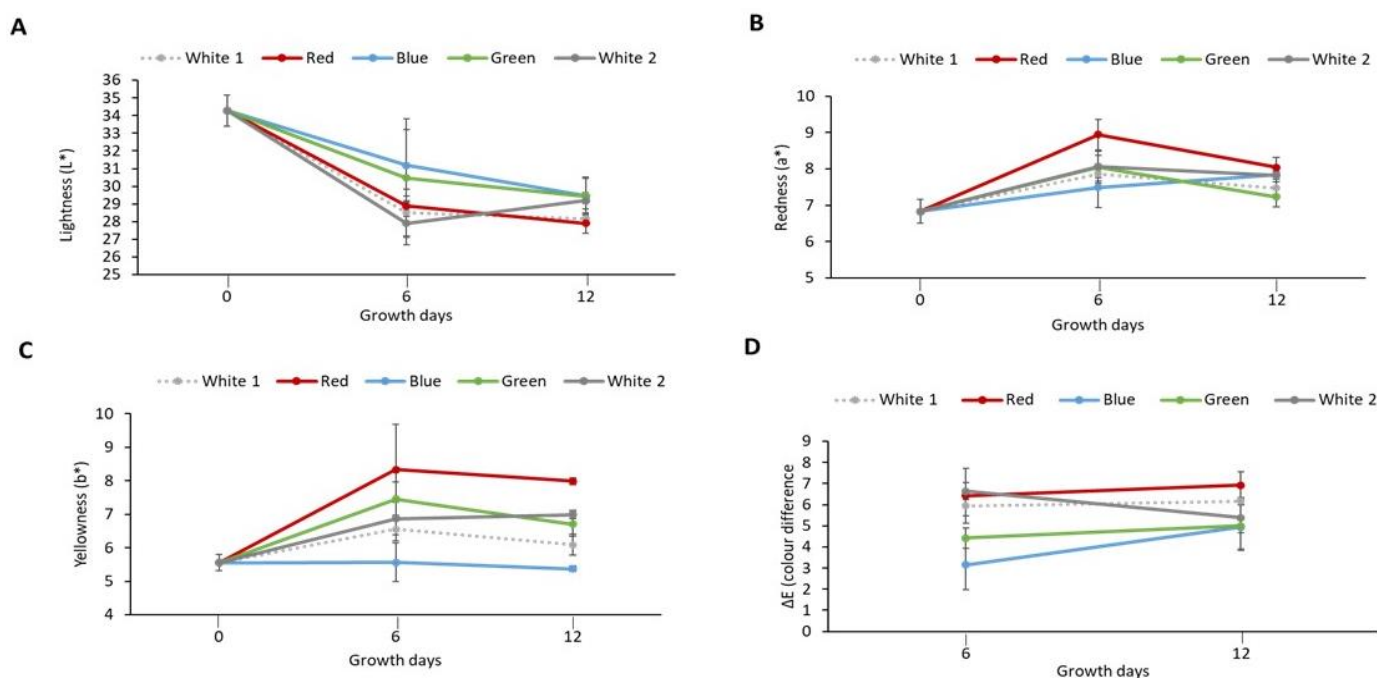 A
White 1 Red Blue Green White 2
Lightness (L*)
36
35
34
33
32
31
30
29
28
27
26
25
0 6 12
Growth days
B
White 1 Red Blue Green White 2
Redness (a*)
10
9
8
7
6
5
0 6 12
Growth days
C
White 1 Red Blue Green White 2
Yellowness (b*)
10
9
8
7
6
5
4
0 6 12
Growth days
D
White 1 Red Blue Green White 2
ΔE (colour difference
9
8
7
6
5
4
3
2
1
0
6 12
Growth days